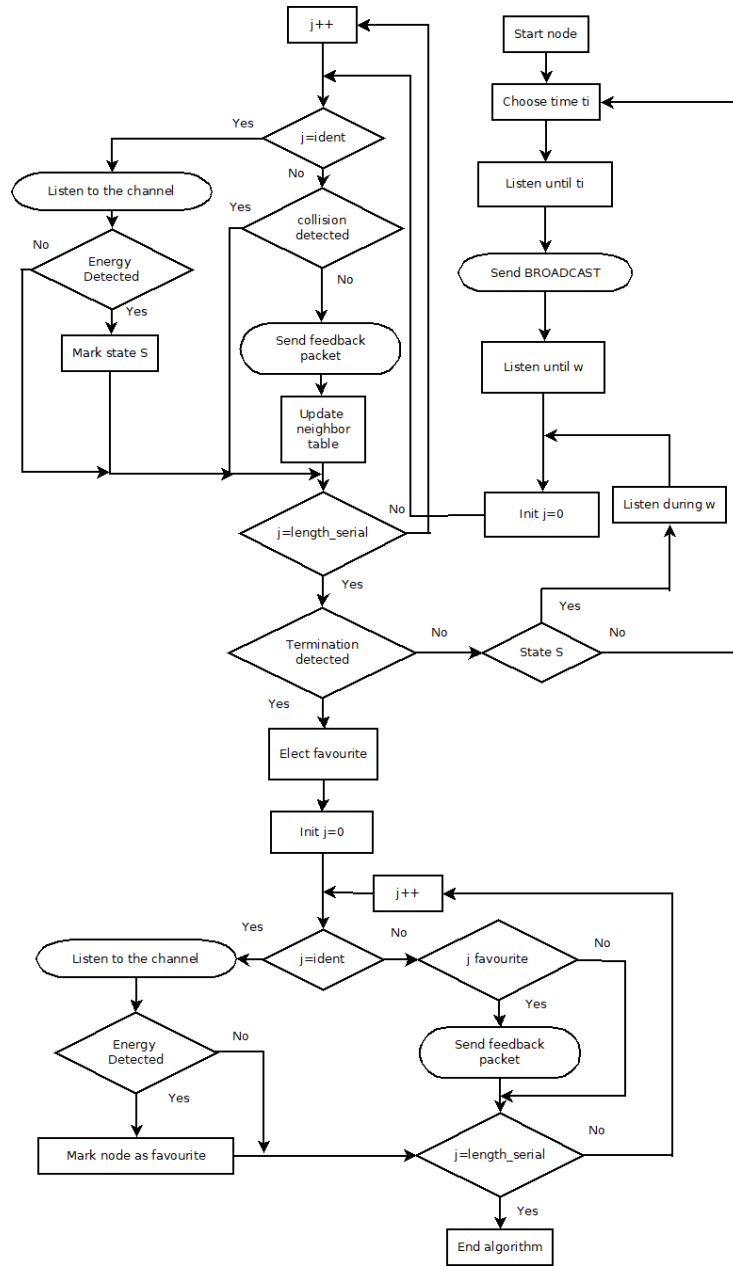 j++
Start node
Choose time ti
Yes
j=ident
No
Listen to the channel
Listen until ti
Yes
collision
detected
No
Energy
Detected
Send BROADCAST
No
Yes
Send feedback
packet
Mark state S
Listen until w
Update
neighbor
table
No
Init j=0
Listen during w
j=length_serial
Yes
Yes
Termination
detected
No
State S
No
Yes
Elect favourite
Init j=0
j++
Yes
j=ident
No
j favourite
No
Listen to the channel
Yes
Energy
Detected
No
Send feedback
packet
Yes
Mark node as favourite
j=length_serial
No
Yes
End algorithm